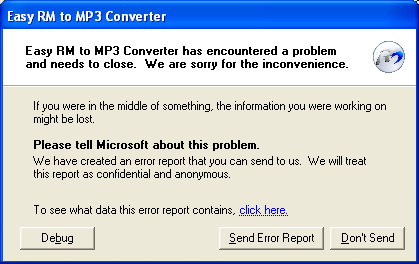 Easy RM to MP3 Converter
Easy RM to MP3 Converter has encountered a problem
and needs to close. We are sorry for the inconvenience.
If you were in the middle of something, the information you were working on
might be lost.
Please tell Microsoft about this problem.
We have created an error report that you can send to us. We will treat
this report as confidential and anonymous.
To see what data this error report contains, click here.
Debug
Send Error Report
Don't Send